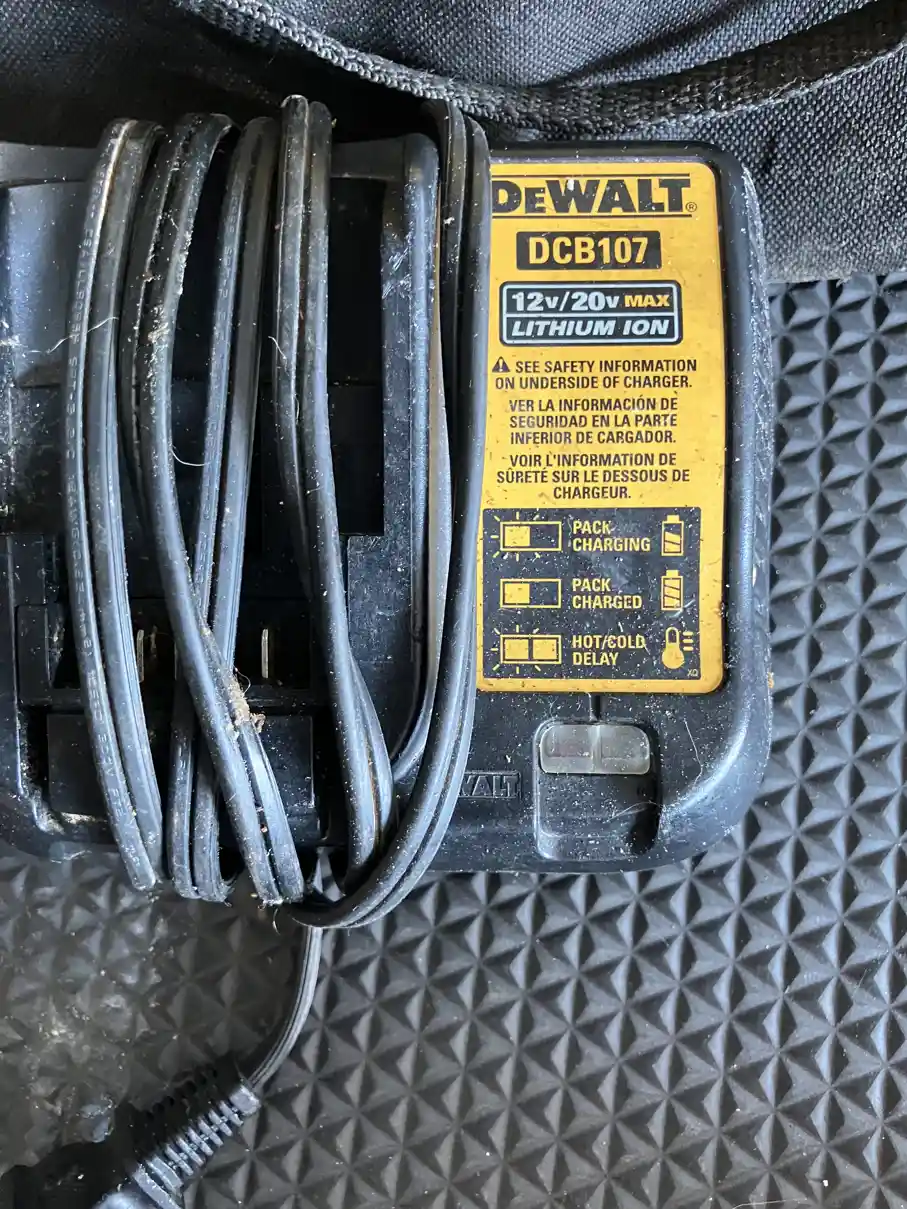 DEWALT®
DCB107
12V/20V MAX
LITHIUM ION
⚠ SEE SAFETY INFORMATION
ON UNDERSIDE OF CHARGER.
VER LA INFORMACIÓN DE
SEGURIDAD EN LA PARTE
INFERIOR DE CARGADOR.
VOIR L'INFORMATION DE
SÛRETÉ SUR LE DESSOUS DE
CHARGEUR.
PACK
CHARGING
PACK
CHARGED
HOT/COLD
DELAY
XO
WALT